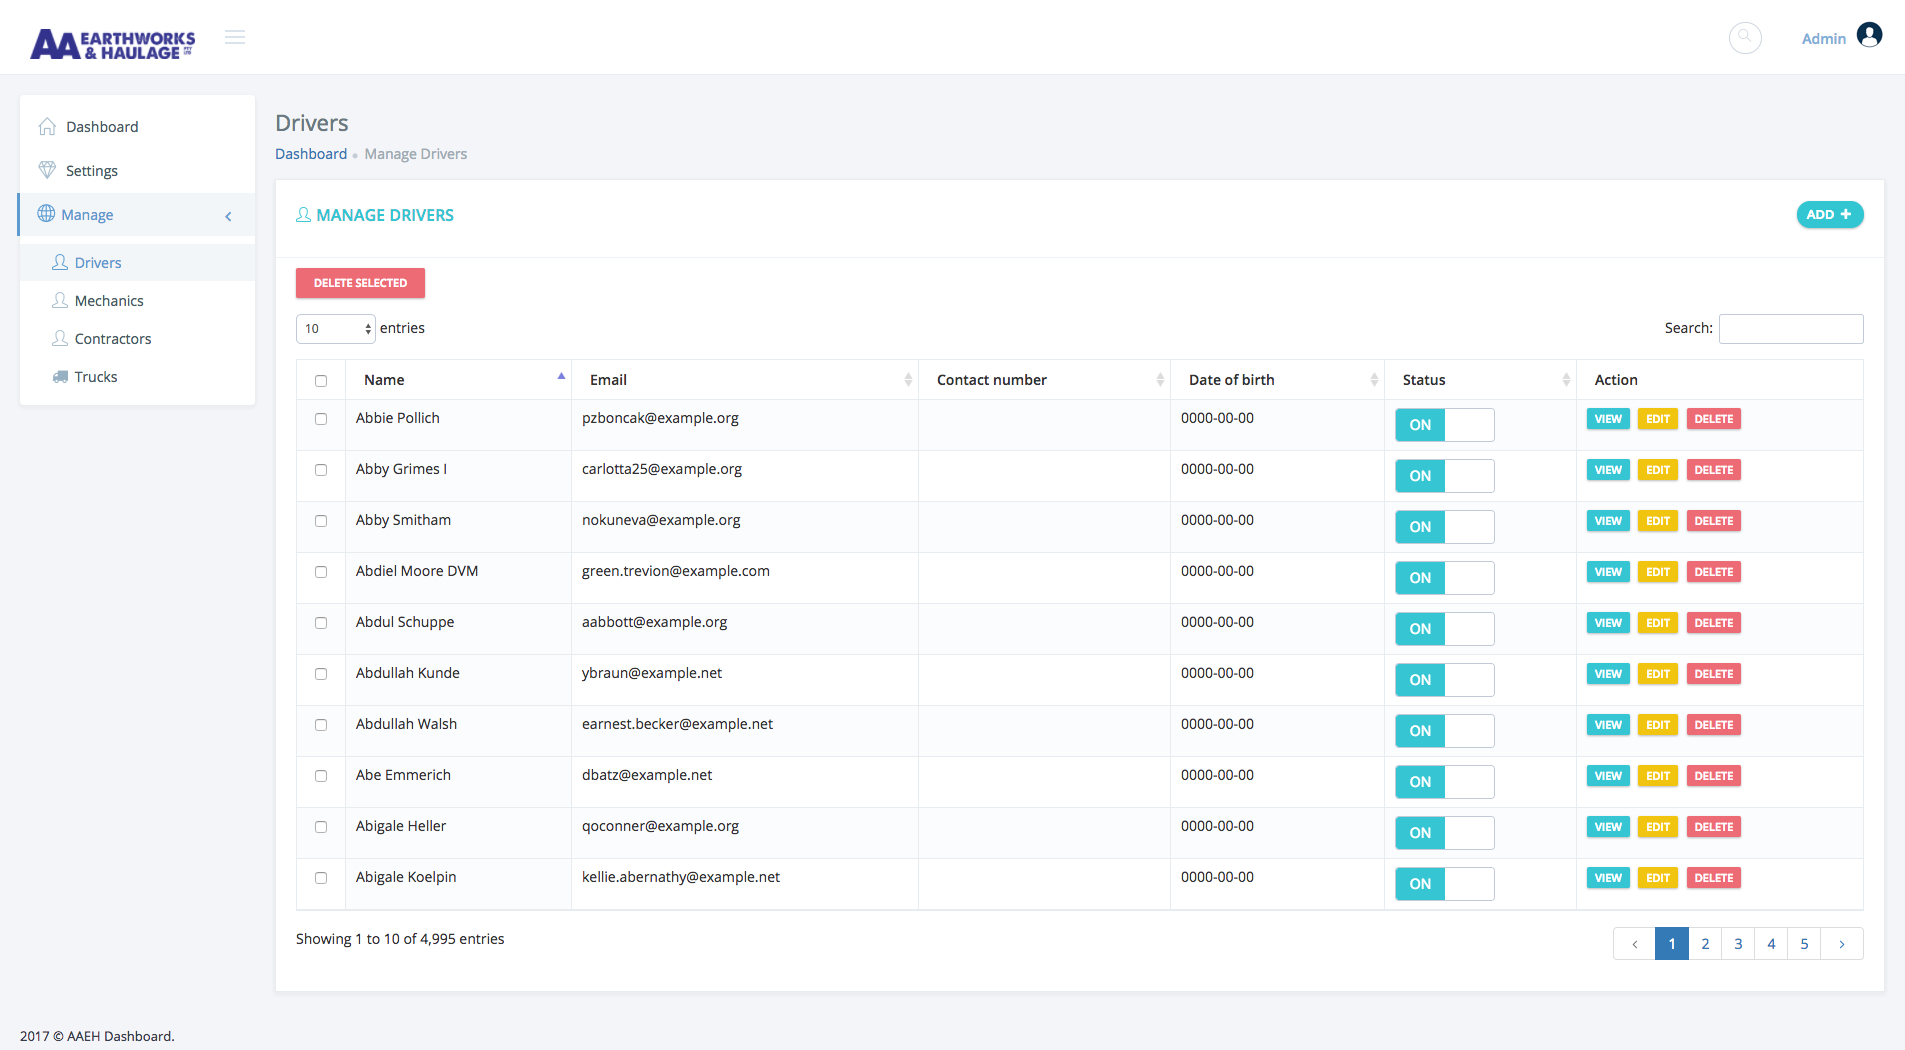 AA EARTHWORKS
& HAULAGE PTY LTD
Admin
Dashboard
Settings
Manage
Drivers
Mechanics
Contractors
Trucks
Drivers
Dashboard Manage Drivers
MANAGE DRIVERS
ADD +
DELETE SELECTED
10 entries
Search:
Name Email Contact number Date of birth Status Action
Abbie Pollich pzboncak@example.org 0000-00-00 ON VIEW EDIT DELETE
Abby Grimes I carlotta25@example.org 0000-00-00 ON VIEW EDIT DELETE
Abby Smitham nokuneva@example.org 0000-00-00 ON VIEW EDIT DELETE
Abdiel Moore DVM green.trevion@example.com 0000-00-00 ON VIEW EDIT DELETE
Abdul Schuppe aabbott@example.org 0000-00-00 ON VIEW EDIT DELETE
Abdullah Kunde ybraun@example.net 0000-00-00 ON VIEW EDIT DELETE
Abdullah Walsh earnest.becker@example.net 0000-00-00 ON VIEW EDIT DELETE
Abe Emmerich dbatz@example.net 0000-00-00 ON VIEW EDIT DELETE
Abigale Heller qoconner@example.org 0000-00-00 ON VIEW EDIT DELETE
Abigale Koelpin kellie.abernathy@example.net 0000-00-00 ON VIEW EDIT DELETE
Showing 1 to 10 of 4,995 entries
‹ 1 2 3 4 5 ›
2017 © AAEH Dashboard.